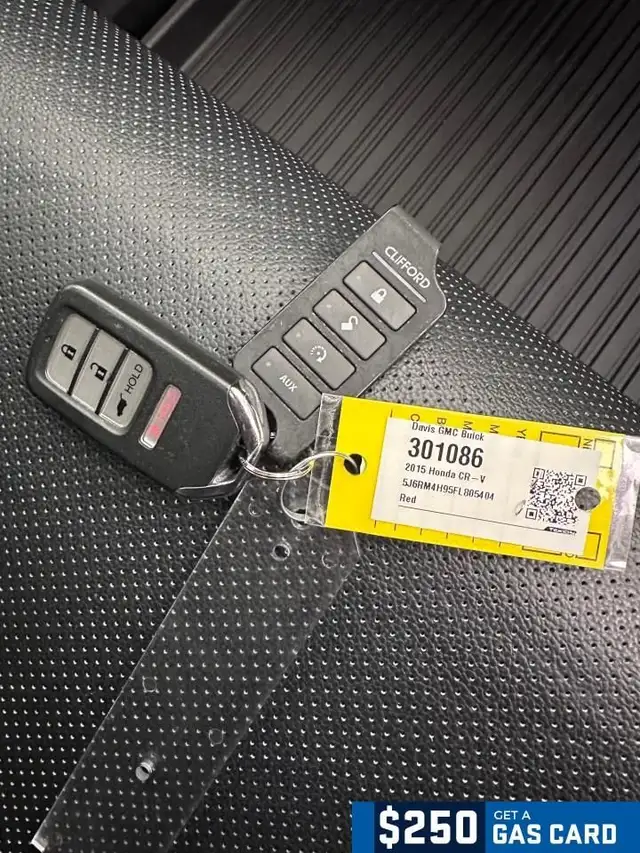 CLIFFORD
AUX
HOLD
Davis GMC Buick
301086
2015 Honda CR-V
5J6RM4H95FL805404
Red
$250 GET A
GAS CARD